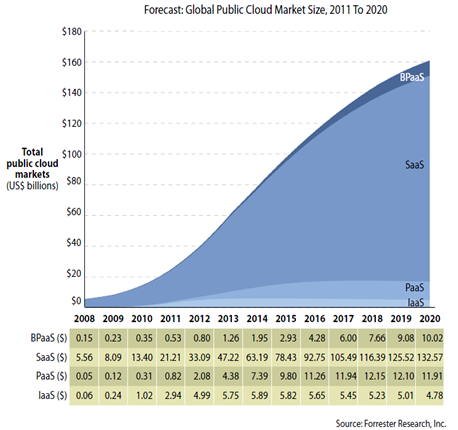 Forecast: Global Public Cloud Market Size, 2011 To 2020
$180
$160
$140
$120
$100
$80
$60
$40
$20
$0
Total
public cloud
markets
(US$ billions)
BPaaS
SaaS
PaaS
IaaS
2008 2009 2010 2011 2012 2013 2014 2015 2016 2017 2018 2019 2020
BPaaS ($) 0.15 0.23 0.35 0.53 0.80 1.26 1.95 2.93 4.28 6.00 7.66 9.08 10.02
SaaS ($) 5.56 8.09 13.40 21.21 33.09 47.22 63.19 78.43 92.75 105.49 116.39 125.52 132.57
PaaS ($) 0.05 0.12 0.31 0.82 2.08 4.38 7.39 9.80 11.26 11.94 12.15 12.10 11.91
IaaS ($) 0.06 0.24 1.02 2.94 4.99 5.75 5.89 5.82 5.65 5.45 5.23 5.01 4.78
Source: Forrester Research, Inc.